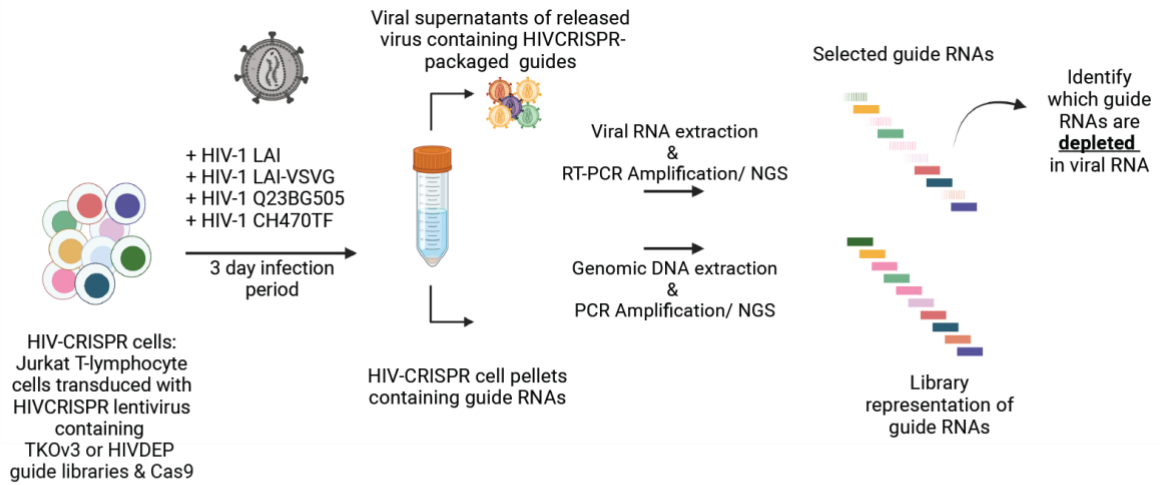 Viral supernatants of released
virus containing HIVCRISPR-
packaged guides
+ HIV-1 LAI
+ HIV-1 LAI-VSVG
+ HIV-1 Q23BG505
+ HIV-1 CH470TF
3 day infection
period
HIV-CRISPR cells:
Jurkat T-lymphocyte
cells transduced with
HIVCRISPR lentivirus
containing
TKOv3 or HIVDEP
guide libraries & Cas9
HIV-CRISPR cell pellets
containing guide RNAs
Viral RNA extraction
&
RT-PCR Amplification/ NGS
Genomic DNA extraction
&
PCR Amplification/ NGS
Selected guide RNAs
Identify
which guide
RNAs are
depleted
in viral RNA
Library
representation of
guide RNAs